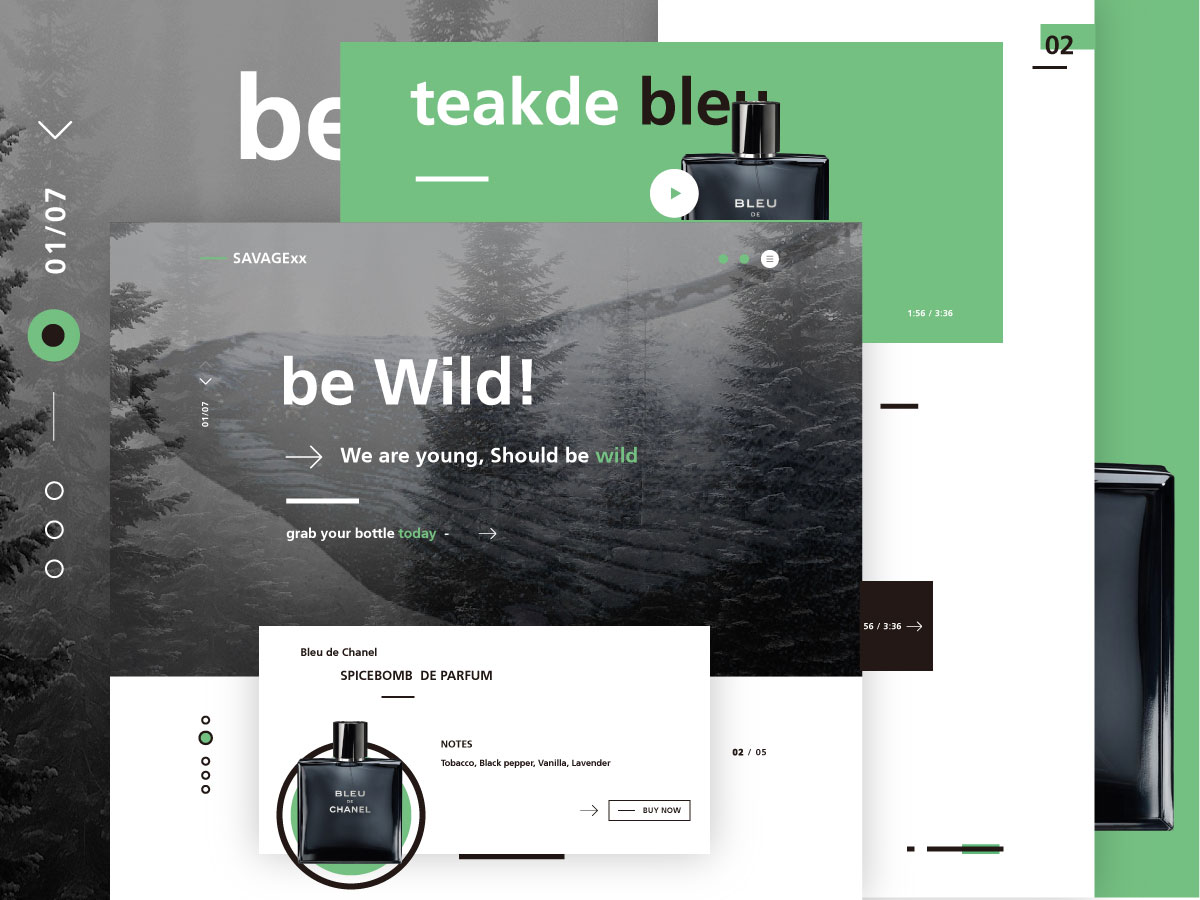 02
teakde bleu
be
BLEU
DE
01/07
SAVAGExx
1:56 / 3:36
be Wild!
01/07
We are young, Should be wild
grab your bottle today -
56 / 3:36
Bleu de Chanel
SPICEBOMB DE PARFUM
NOTES
02 / 05
Tobacco, Black pepper, Vanilla, Lavender
BLEU
DE
CHANEL
BUY NOW